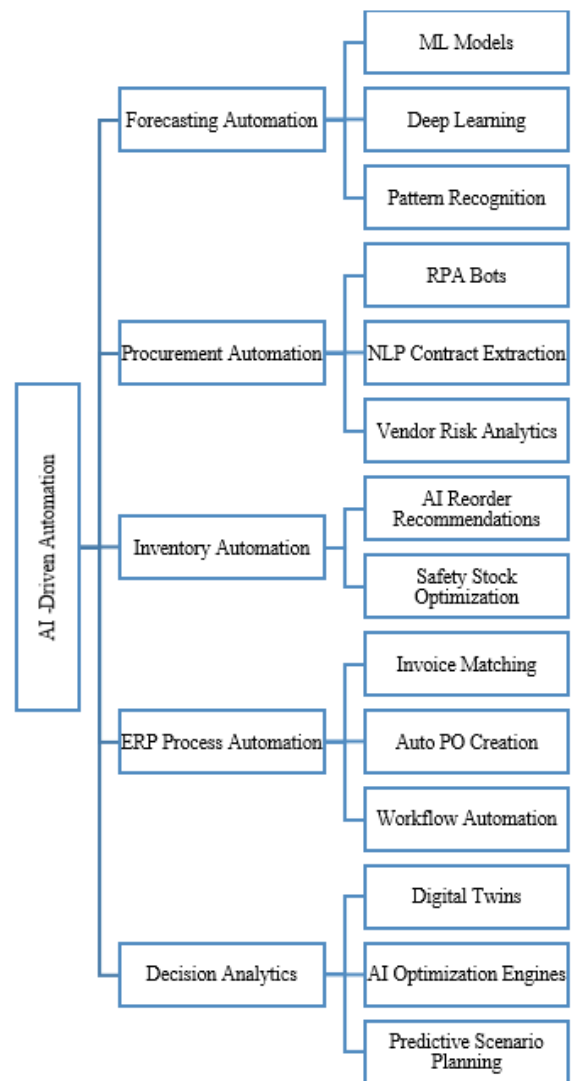 AI -Driven Automation
Forecasting Automation
ML Models
Deep Learning
Pattern Recognition
Procurement Automation
RPA Bots
NLP Contract Extraction
Vendor Risk Analytics
Inventory Automation
AI Reorder
Recommendations
Safety Stock
Optimization
ERP Process Automation
Invoice Matching
Auto PO Creation
Workflow Automation
Decision Analytics
Digital Twins
AI Optimization Engines
Predictive Scenario
Planning